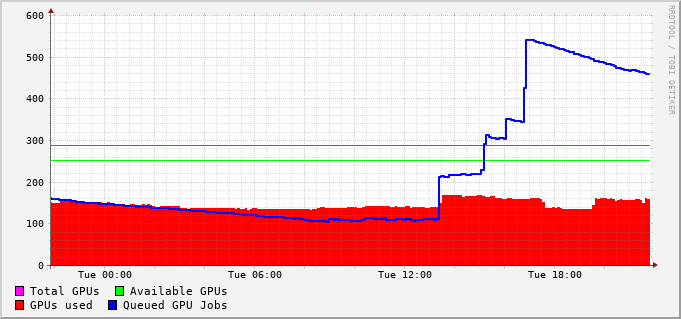 600
500
400
300
200
100
0
Tue 00:00 Tue 06:00 Tue 12:00 Tue 18:00
Total GPUs Available GPUs
GPUs used Queued GPU Jobs
RRDTOOL / TOBI OETIKER